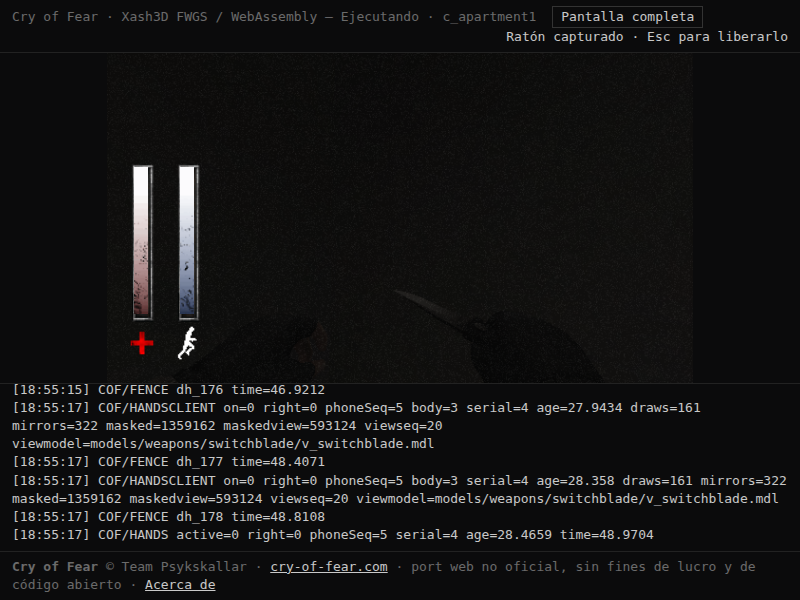 Cry of Fear · Xash3D FWGS / WebAssembly — Ejecutando · c_apartment1
Pantalla completa
Ratón capturado · Esc para liberarlo
[18:55:15] COF/FENCE dh_176 time=46.9212
[18:55:17] COF/HANDSCLIENT on=0 right=0 phoneSeq=5 body=3 serial=4 age=27.9434 draws=161
mirrors=322 masked=1359162 maskedview=593124 viewseq=20
viewmodel=models/weapons/switchblade/v_switchblade.mdl
[18:55:17] COF/FENCE dh_177 time=48.4071
[18:55:17] COF/HANDSCLIENT on=0 right=0 phoneSeq=5 body=3 serial=4 age=28.358 draws=161 mirrors=322
masked=1359162 maskedview=593124 viewseq=20 viewmodel=models/weapons/switchblade/v_switchblade.mdl
[18:55:17] COF/FENCE dh_178 time=48.8108
[18:55:17] COF/HANDS active=0 right=0 phoneSeq=5 serial=4 age=28.4659 time=48.9704
Cry of Fear © Team Psykskallar · cry-of-fear.com · port web no oficial, sin fines de lucro y de
código abierto · Acerca de